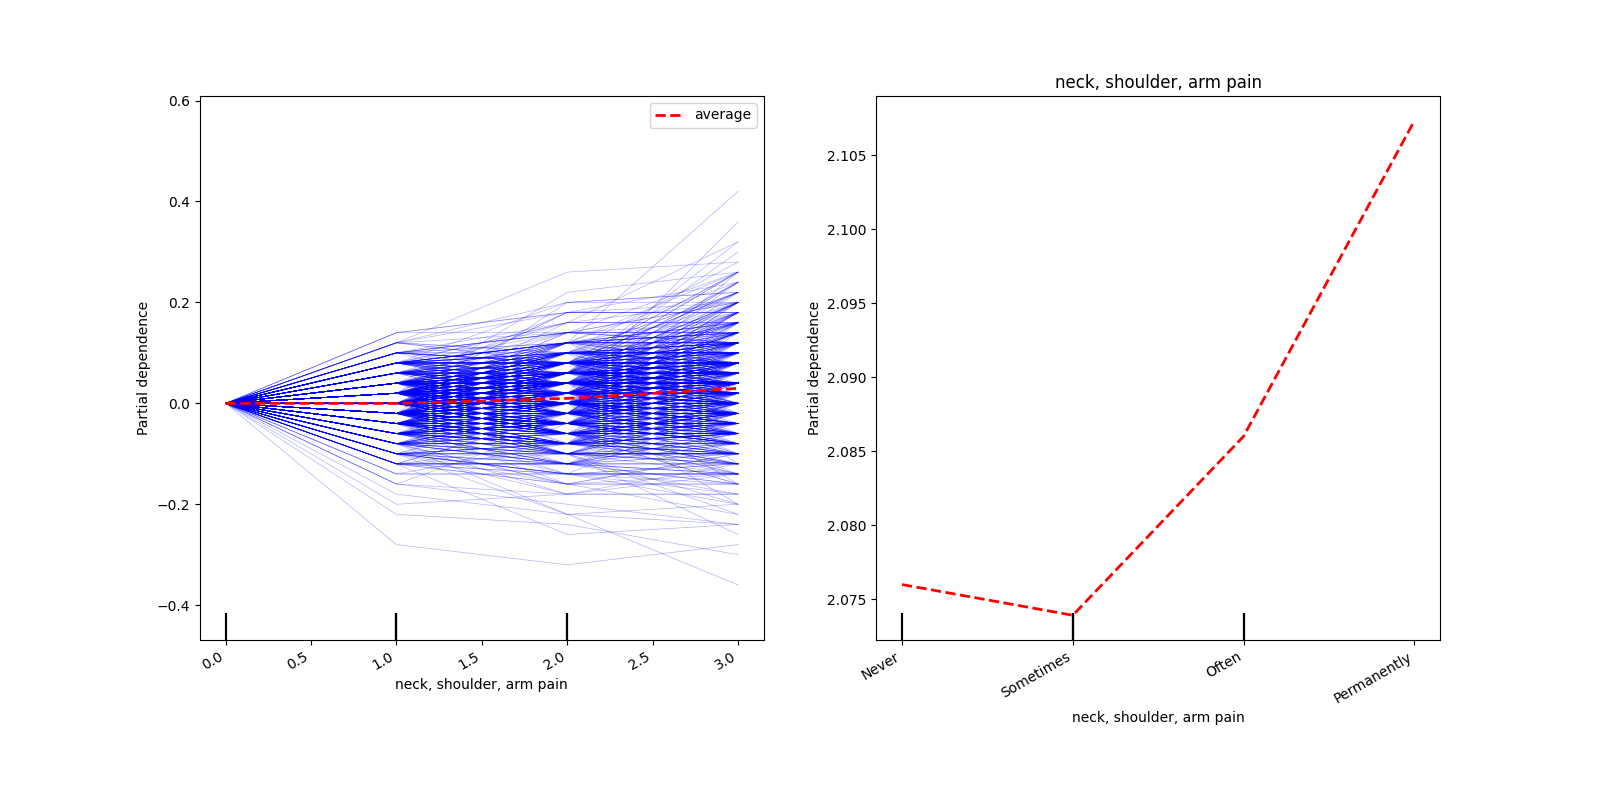 0.6
0.4
0.2
0.0
−0.2
−0.4
Partial dependence
average
0.0
0.5
1.0
1.5
2.0
2.5
3.0
neck, shoulder, arm pain
neck, shoulder, arm pain
2.105
2.100
2.095
2.090
2.085
2.080
2.075
Partial dependence
Never
Sometimes
Often
Permanently
neck, shoulder, arm pain